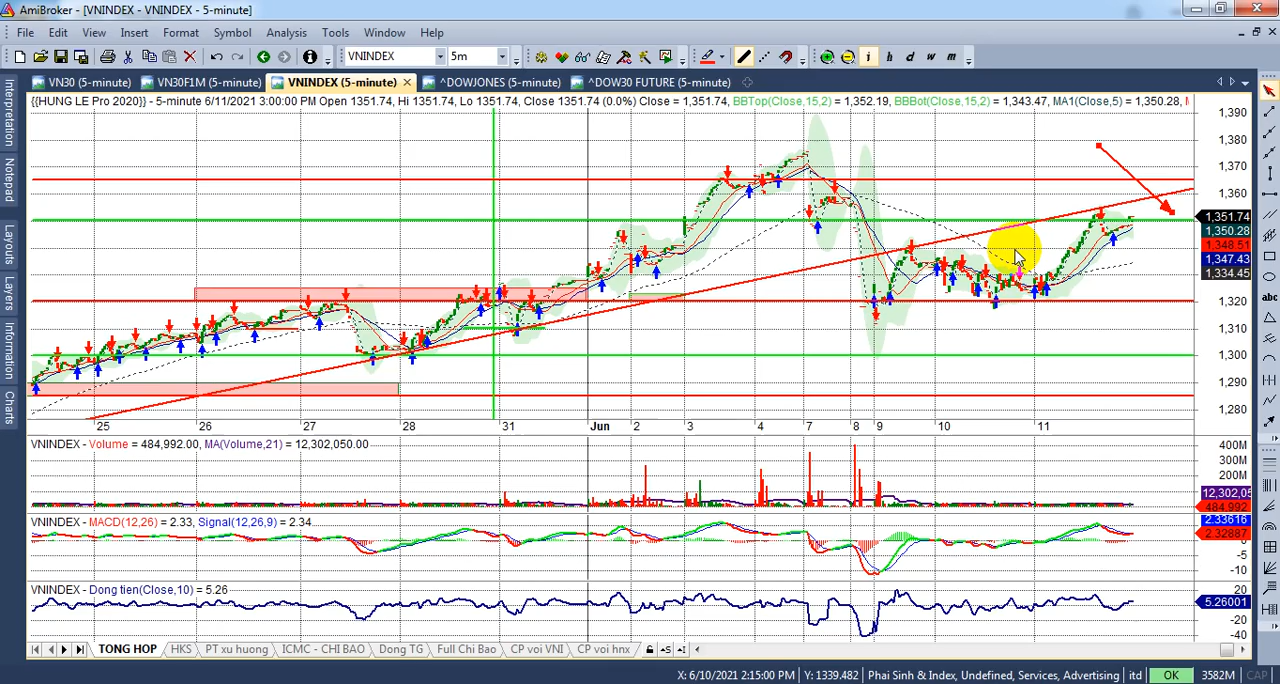 AmiBroker - [VNINDEX - VNINDEX - 5-minute]
File Edit View Insert Format Symbol Analysis Tools Window Help
VNINDEX 5m i h d w m
VN30 (5-minute) VN30F1M (5-minute) VNINDEX (5-minute) ^DOWJONES (5-minute) ^DOW30 FUTURE (5-minute)
{{HUNG LE Pro 2020}} - 5-minute 6/11/2021 3:00:00 PM Open 1351.74, Hi 1351.74, Lo 1351.74, Close 1351.74 (0.0%) Close = 1,351.74, BBTop(Close,15,2) = 1,352.19, BBBot(Close,15,2) = 1,343.47, MA1(Close,5) = 1,350.28,
Interpretation
Notepad
Layouts
Layers
Information
Charts
1,390
1,380
1,370
1,360
1,351.74
1,350.28
1,348.51
1,347.43
1,334.45
1,320
1,310
1,300
1,290
1,280
abc
25 26 27 28 31 Jun 2 3 4 7 8 9 10 11
VNINDEX - Volume = 484,992.00, MA(Volume,21) = 12,302,050.00
400M
300M
200M
12,302,05
484,992
VNINDEX - MACD(12,26) = 2.33, Signal(12,26,9) = 2.34
2.33616
2.32887
0
-5
-10
VNINDEX - Dong tien(Close,10) = 5.26
20
5.26001
-20
-40
TONG HOP HKS PT xu huong ICMC - CHI BAO Dong TG Full Chi Bao CP voi VNI CP voi hnx
X: 6/10/2021 2:15:00 PM Y: 1339.482 Phai Sinh & Index, Undefined, Services, Advertising itd OK 3582M CAP